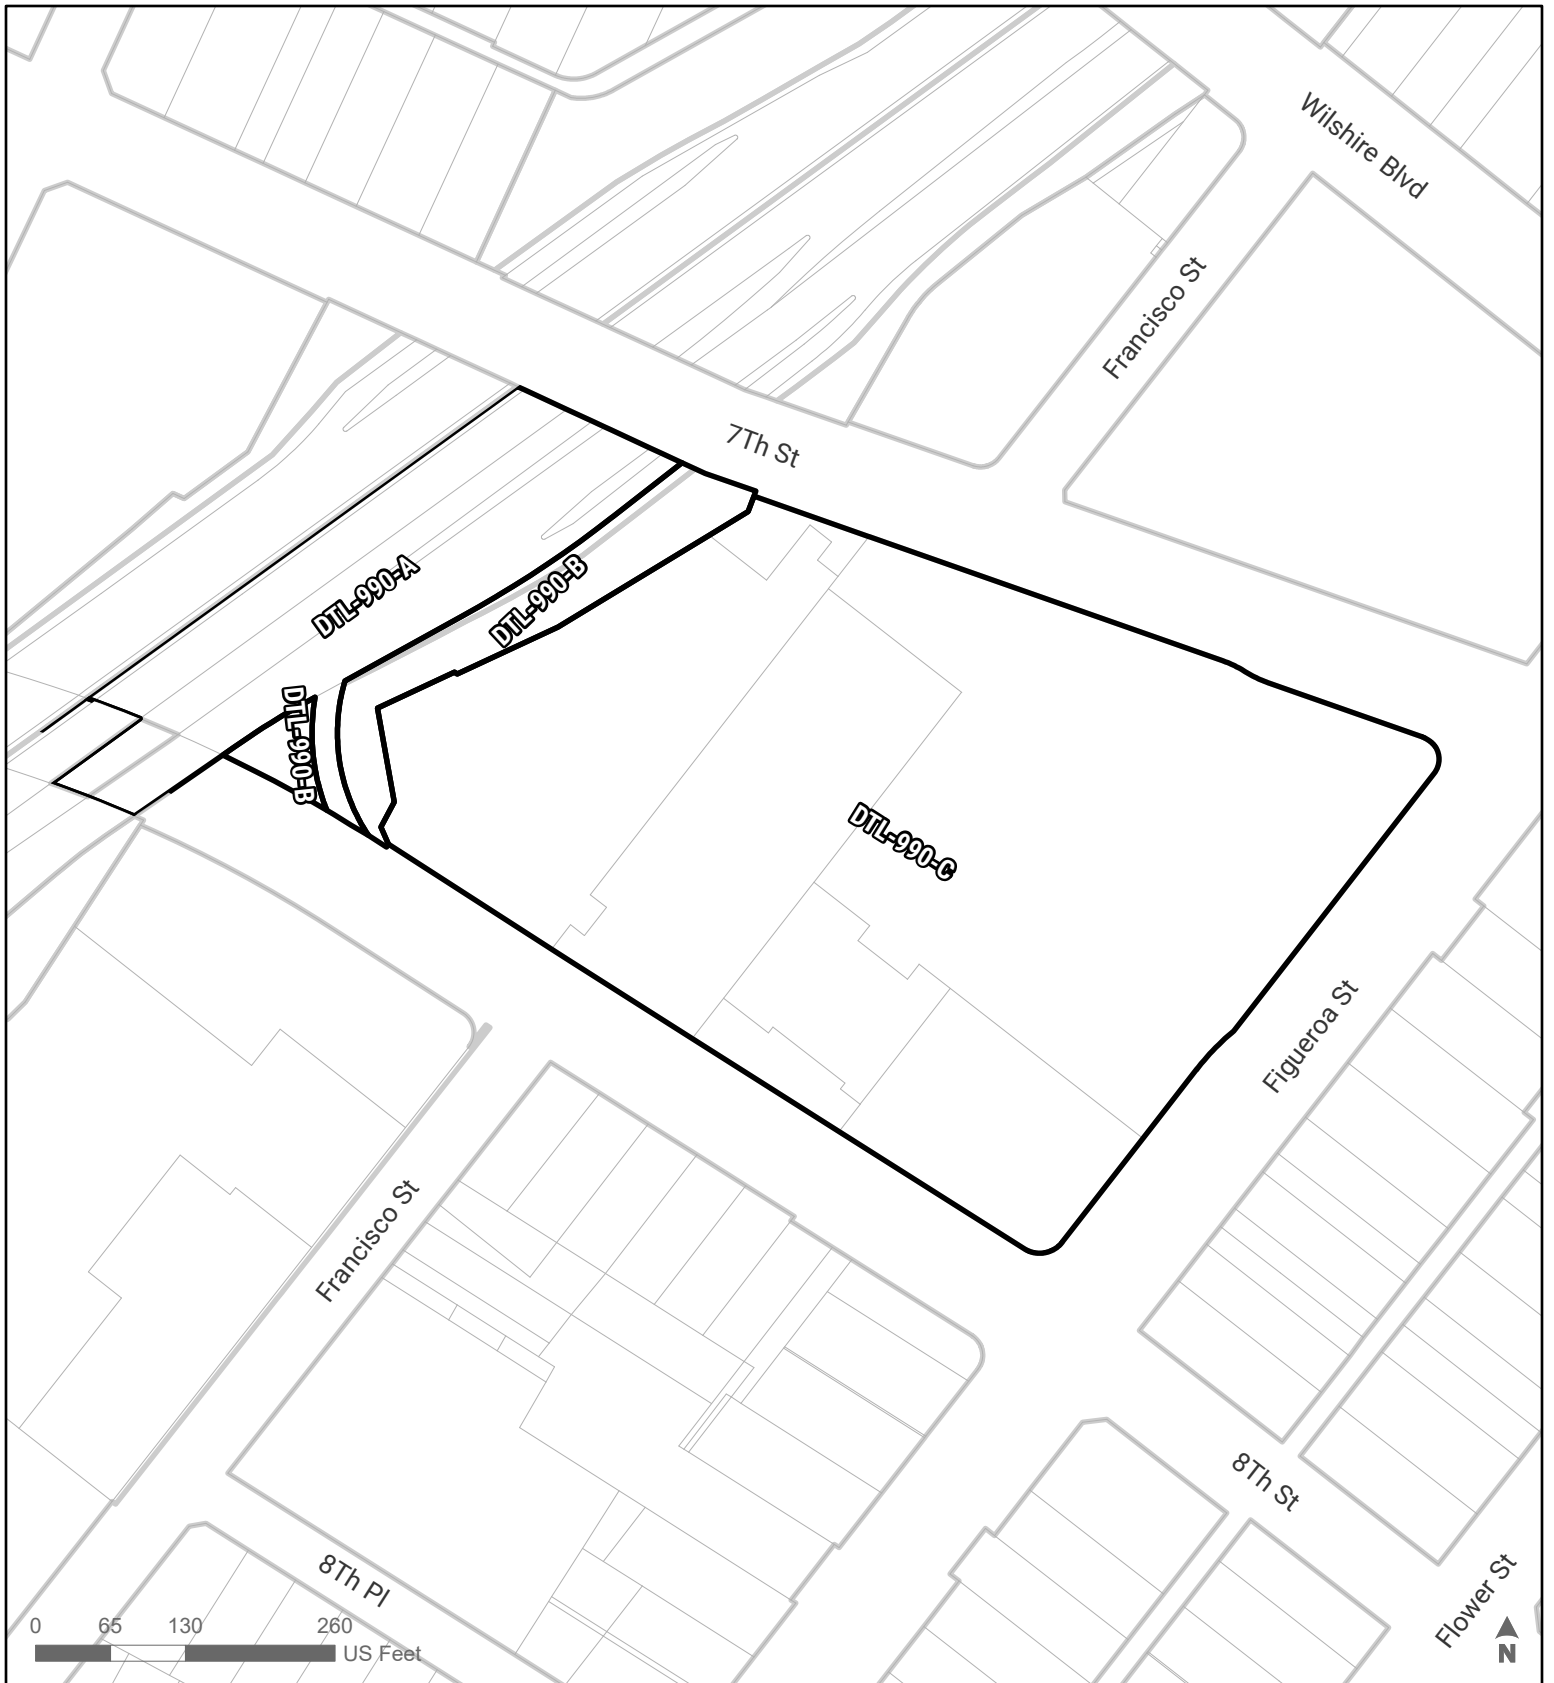 Wilshire Blvd
Francisco St
7Th St
DTL-990-A
DTL-990-B
DTL-990-B
DTL-990-C
Figueroa St
Francisco St
8Th St
8Th Pl
Flower St
0 65 130 260
US Feet
N